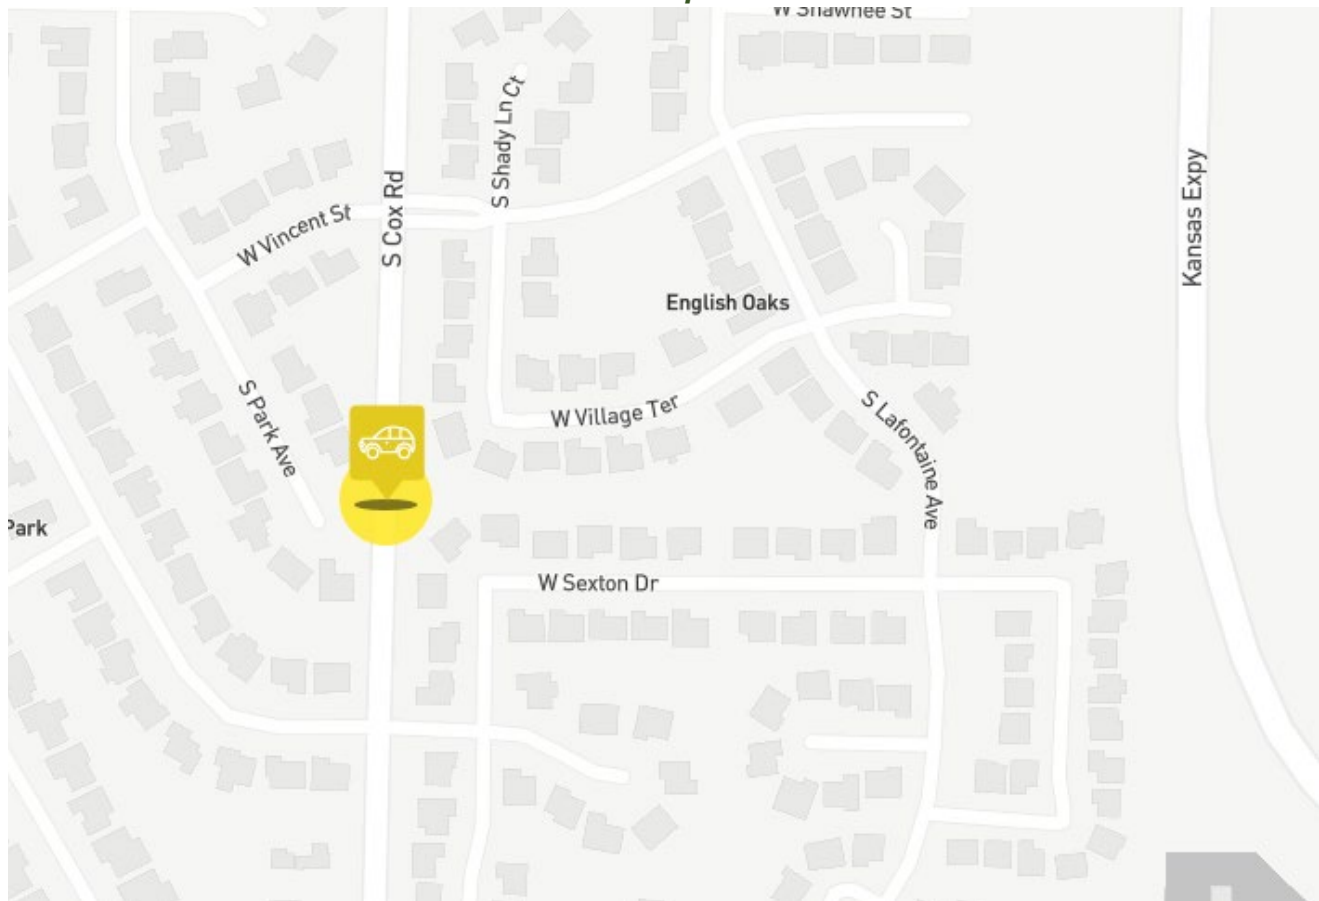 W Shawnee St
S Shady Ln Ct
S Cox Rd
Kansas Expy
W Vincent St
English Oaks
S Park Ave
W Village Ter
S Lafontaine Ave
Park
W Sexton Dr